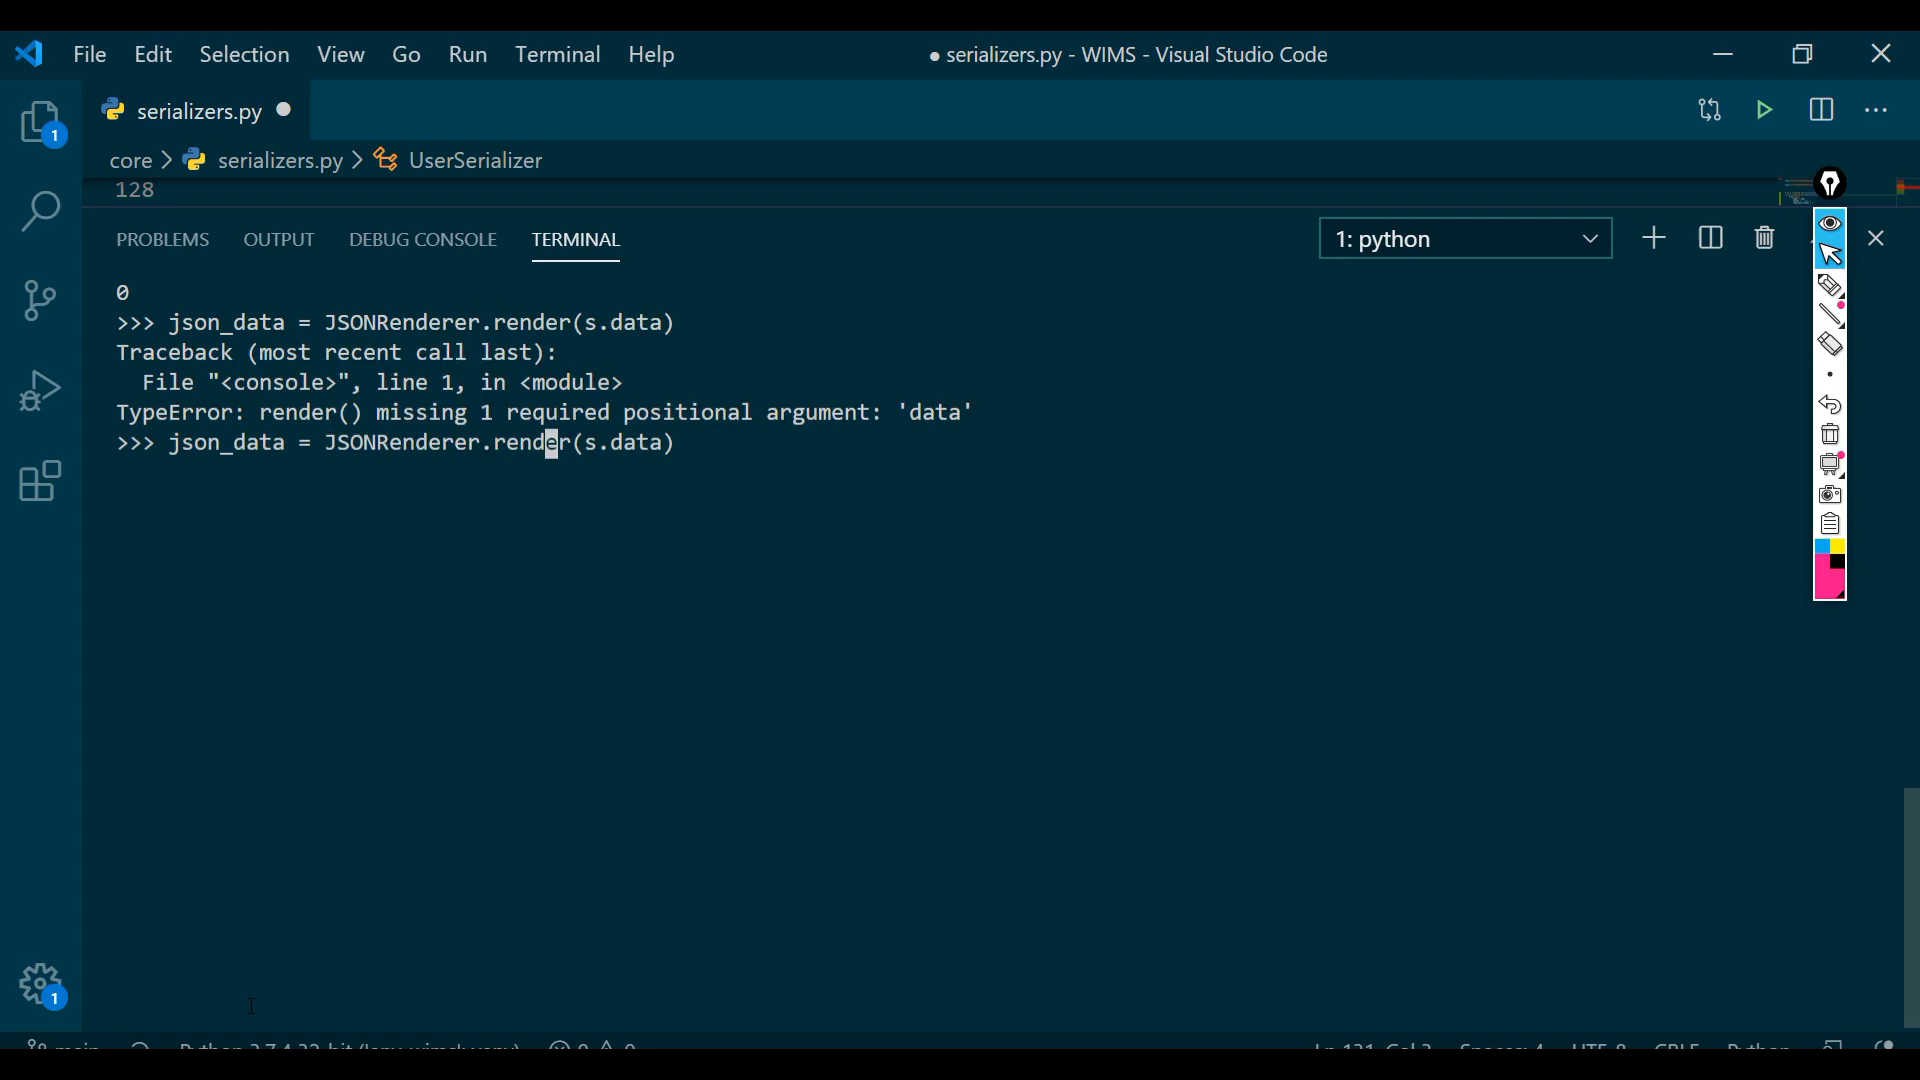 File Edit Selection View Go Run Terminal Help
● serializers.py - WIMS - Visual Studio Code
serializers.py
core > serializers.py > UserSerializer
128
PROBLEMS OUTPUT DEBUG CONSOLE TERMINAL
1: python
0
>>> json_data = JSONRenderer.render(s.data)
Traceback (most recent call last):
File "<console>", line 1, in <module>
TypeError: render() missing 1 required positional argument: 'data'
>>> json_data = JSONRenderer.render(s.data)
1
1